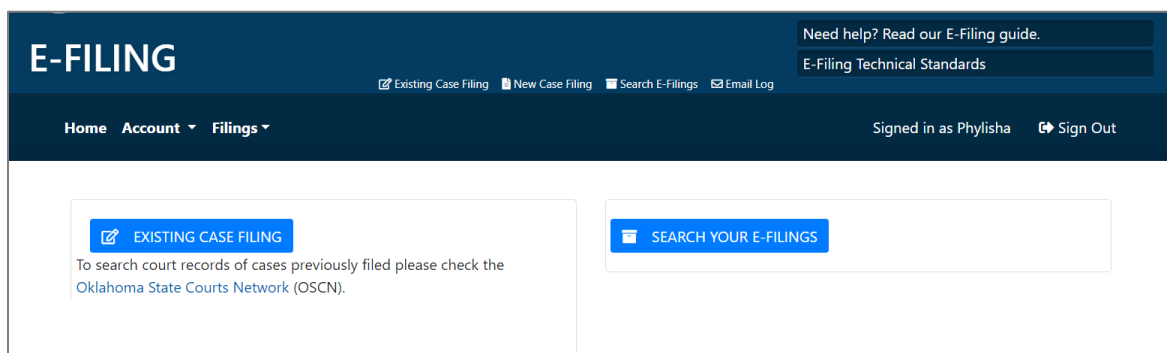 E-FILING
Need help? Read our E-Filing guide.
E-Filing Technical Standards
Existing Case Filing New Case Filing Search E-Filings Email Log
Home Account Filings Signed in as Phylisha Sign Out
EXISTING CASE FILING
To search court records of cases previously filed please check the
Oklahoma State Courts Network (OSCN).
SEARCH YOUR E-FILINGS